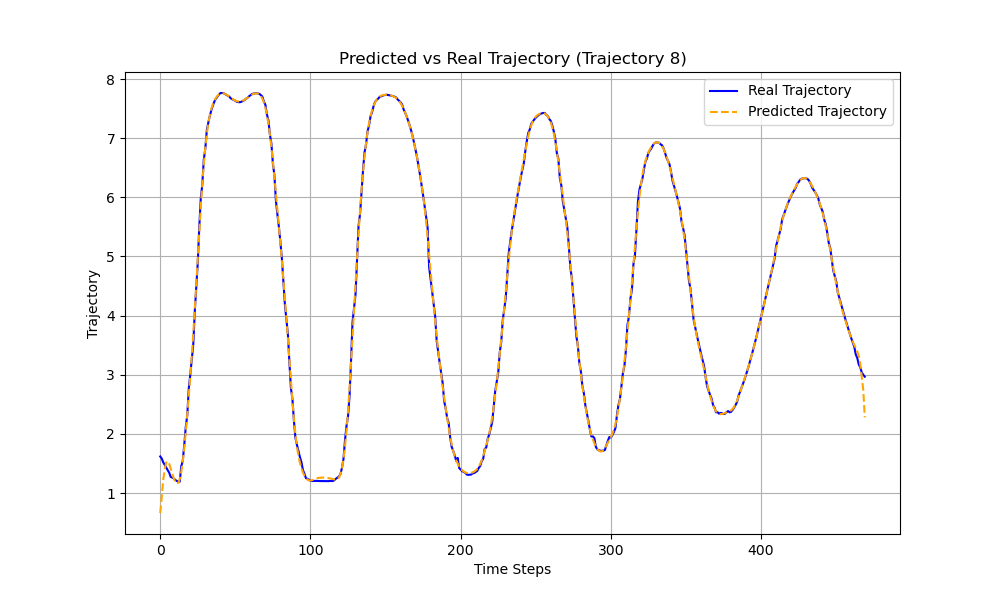 Predicted vs Real Trajectory (Trajectory 8)
Real Trajectory
Predicted Trajectory
8
7
6
5
4
3
2
1
Trajectory
0
100
200
300
400
Time Steps